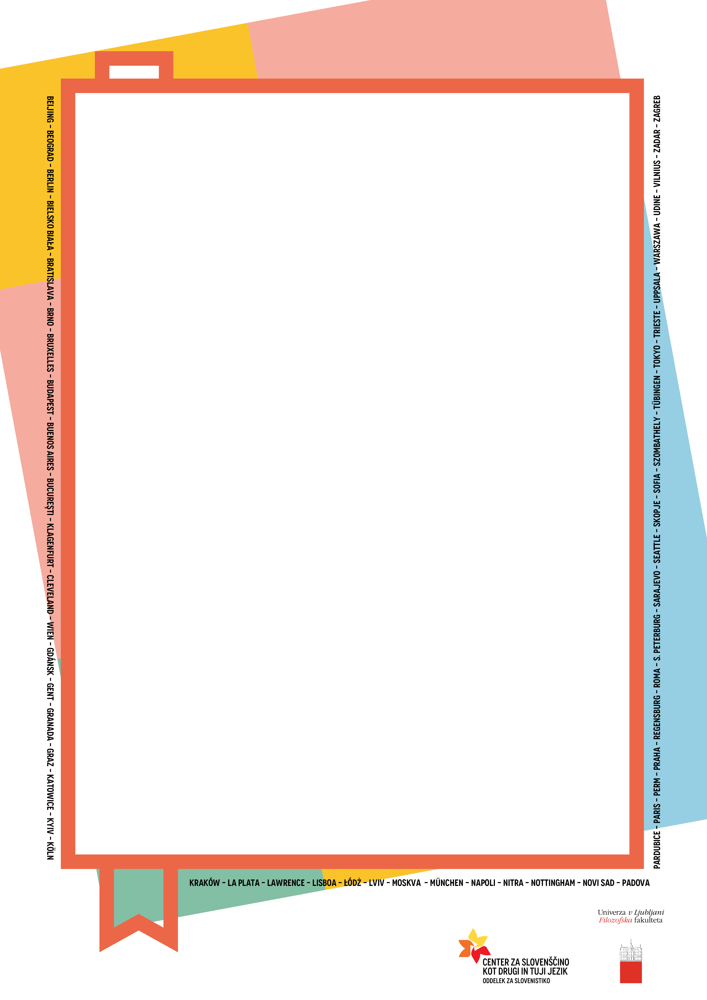 BEIJING – BEOGRAD – BERLIN – BIELSKO BIAŁA – BRATISLAVA – BRNO – BRUXELLES – BUDAPEST – BUENOS AIRES – BUCUREŞTI – KLAGENFURT – CLEVELAND – WIEN – GDÁNSK – GENT – GRANADA – GRAZ – KATOWICE – KYIV – KÖLN
KRAKÓW – LA PLATA – LAWRENCE – LISBOA – ŁÓDŻ – LVIV – MOSKVA – MÜNCHEN – NAPOLI – NITRA – NOTTINGHAM – NOVI SAD – PADOVA
PARDUBICE – PARIS – PERM – PRAHA – REGENSBURG – ROMA – S. PETERBURG – SARAJEVO – SEATTLE – SKOPJE – SOFIA – SZOMBATHELY – TÜBINGEN – TOKYO – TRIESTE – UPPSALA – WARSZAWA – UDINE – VILNIUS – ZADAR – ZAGREB
Univerza v Ljubljani
Filozofska fakulteta
CENTER ZA SLOVENŠČINO
KOT DRUGI IN TUJI JEZIK
ODDELEK ZA SLOVENISTIKO